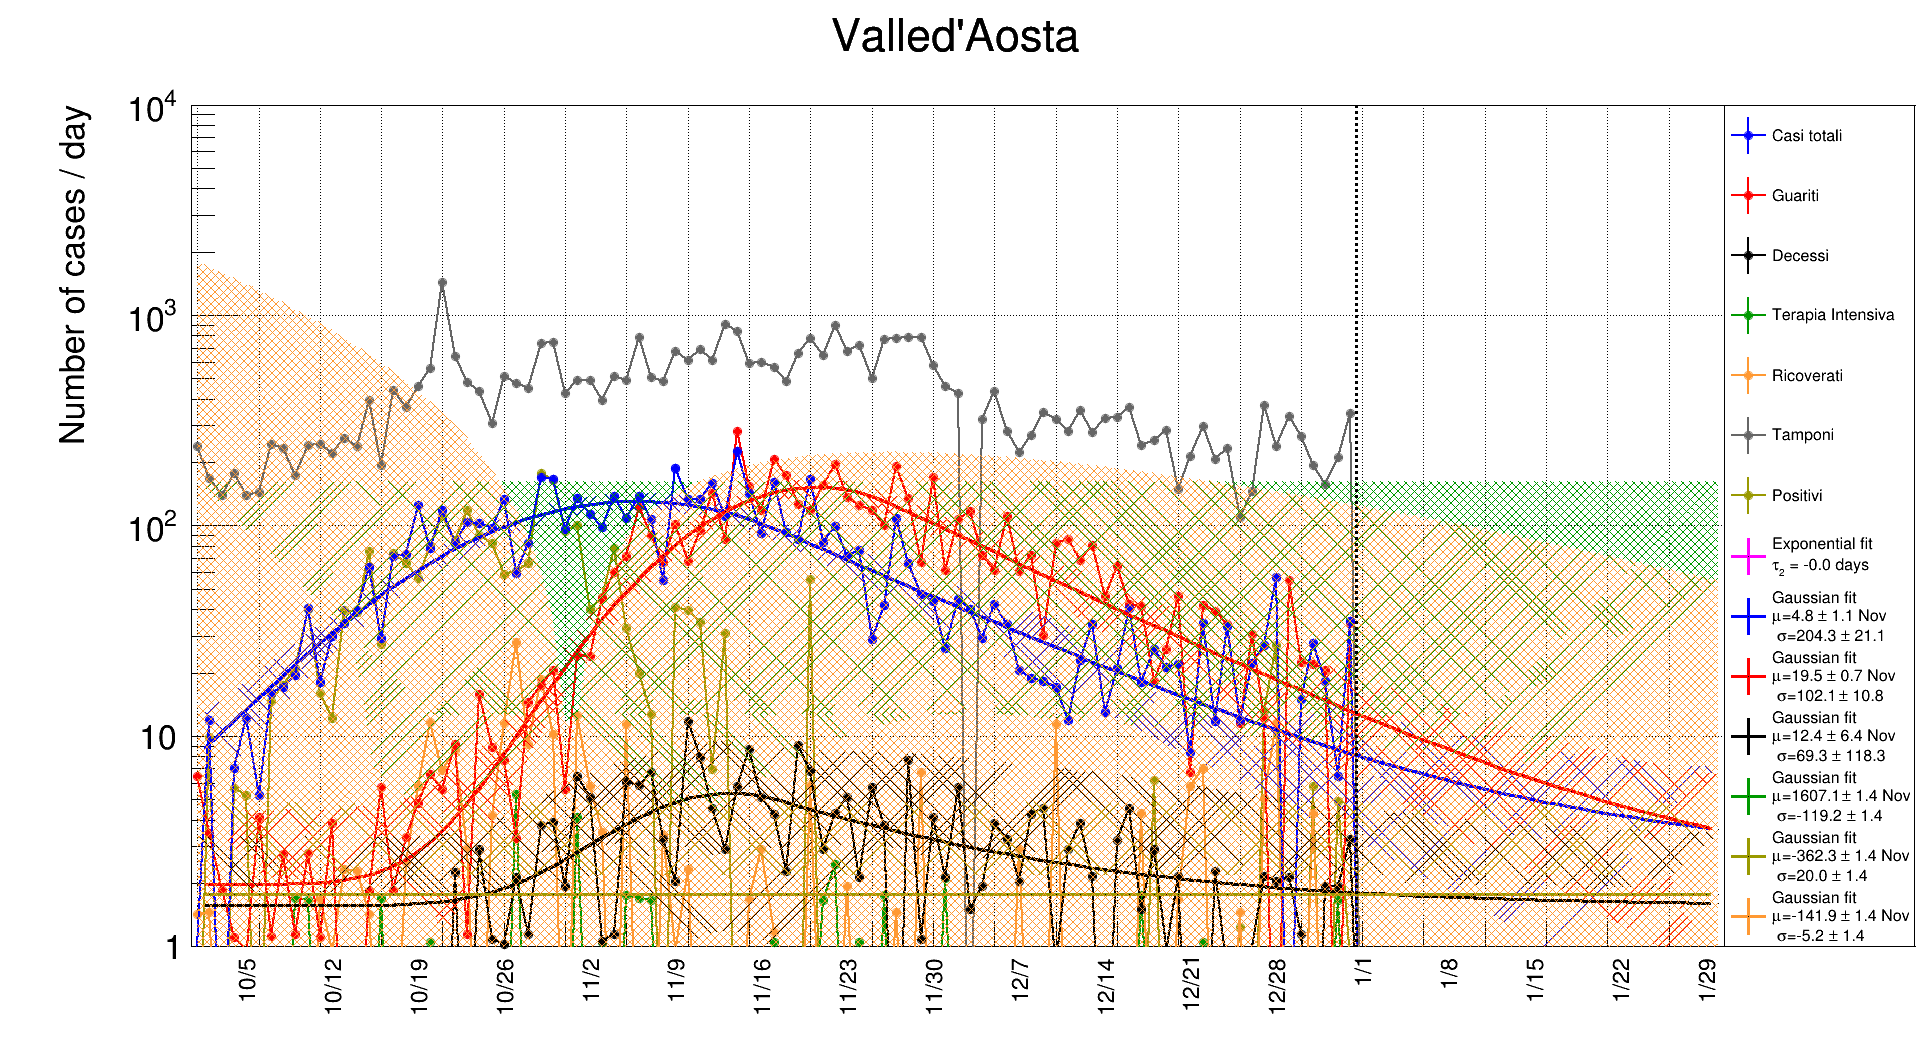 Valled'Aosta
Number of cases / day
10⁴
10³
10²
10
1
10/5
10/12
10/19
10/26
11/2
11/9
11/16
11/23
11/30
12/7
12/14
12/21
12/28
1/1
1/8
1/15
1/22
1/29
Casi totali
Guariti
Decessi
Terapia Intensiva
Ricoverati
Tamponi
Positivi
Exponential fit
τ₂ = -0.0 days
Gaussian fit
μ=4.8 ± 1.1 Nov
σ=204.3 ± 21.1
Gaussian fit
μ=19.5 ± 0.7 Nov
σ=102.1 ± 10.8
Gaussian fit
μ=12.4 ± 6.4 Nov
σ=69.3 ± 118.3
Gaussian fit
μ=1607.1 ± 1.4 Nov
σ=-119.2 ± 1.4
Gaussian fit
μ=-362.3 ± 1.4 Nov
σ=20.0 ± 1.4
Gaussian fit
μ=-141.9 ± 1.4 Nov
σ=-5.2 ± 1.4